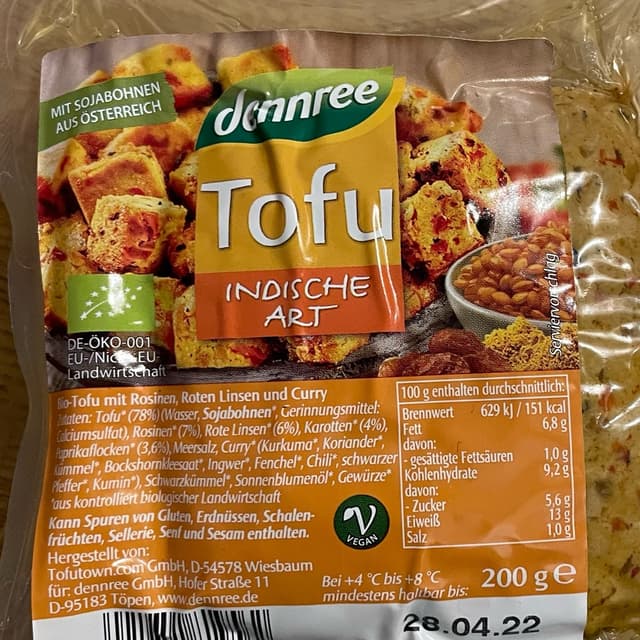 MIT SOJABOHNEN
AUS ÖSTERREICH
dennree
Tofu
INDISCHE
ART
Serviervorschlag
DE-ÖKO-001
EU-/Nicht-EU-
Landwirtschaft
Bio-Tofu mit Rosinen, Roten Linsen und Curry
Zutaten: Tofu* (78%) (Wasser, Sojabohnen*, Gerinnungsmittel:
Calciumsulfat), Rosinen* (7%), Rote Linsen* (6%), Karotten* (4%),
Paprikaflocken* (3,6%), Meersalz, Curry* (Kurkuma*, Koriander*,
Kümmel*, Bockshornkleesaat*, Ingwer*, Fenchel*, Chili*, schwarzer
Pfeffer*, Kumin*), Schwarzkümmel*, Sonnenblumenöl*, Gewürze*
*aus kontrolliert biologischer Landwirtschaft
Kann Spuren von Gluten, Erdnüssen, Schalen-
früchten, Sellerie, Senf und Sesam enthalten.
Hergestellt von:
Tofutown.com GmbH, D-54578 Wiesbaum
für: dennree GmbH, Hofer Straße 11
D-95183 Töpen, www.dennree.de
100 g enthalten durchschnittlich:
Brennwert 629 kJ / 151 kcal
Fett 6,8 g
davon:
- gesättigte Fettsäuren 1,0 g
Kohlenhydrate 9,2 g
davon:
- Zucker 5,6 g
Eiweiß 13 g
Salz 1,0 g
V
VEGAN
Bei +4 °C bis +8 °C
mindestens haltbar bis:
200 g e
28.04.22